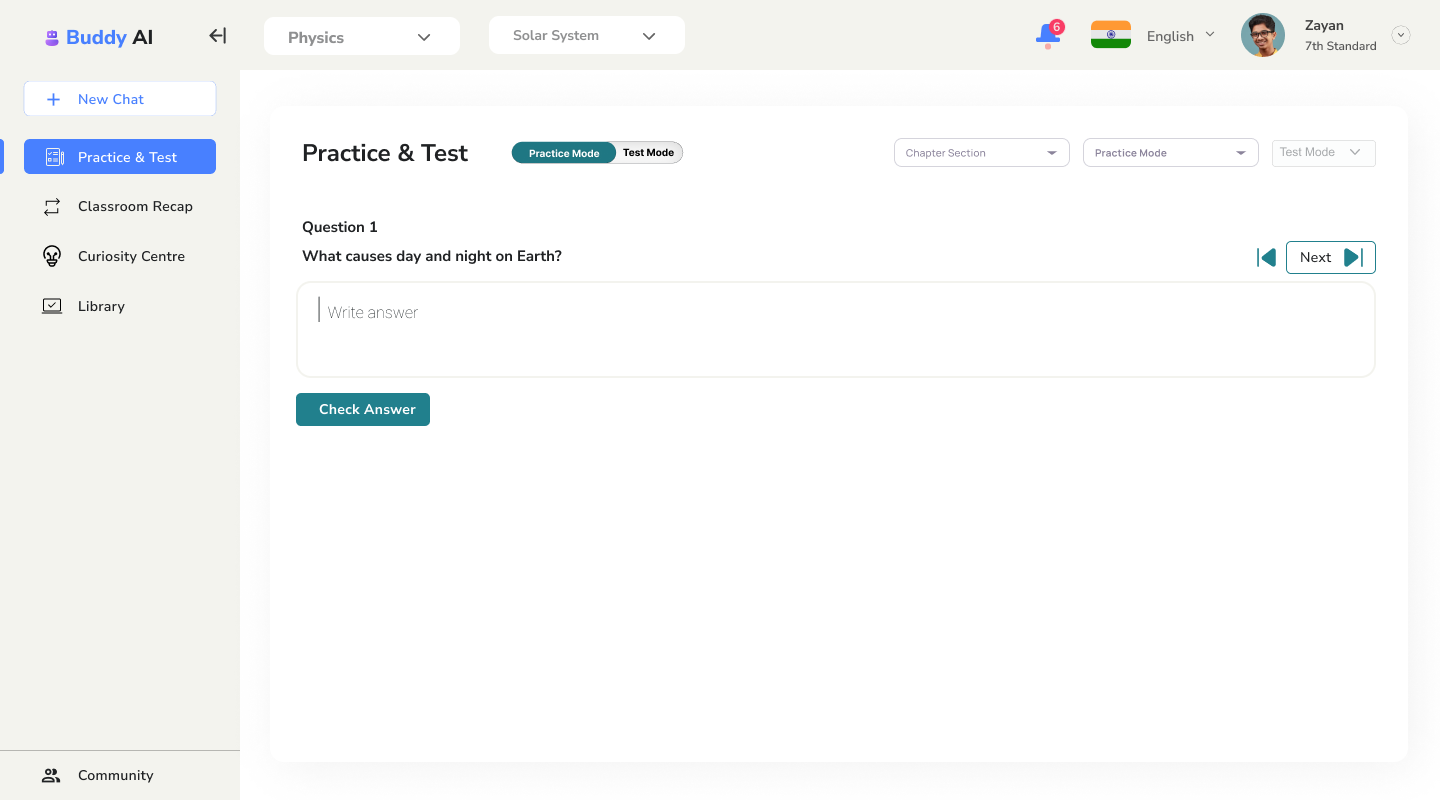 Buddy AI
Physics
Solar System
6
English
Zayan
7th Standard
New Chat
Practice & Test
Classroom Recap
Curiosity Centre
Library
Community
Practice & Test
Practice Mode
Test Mode
Chapter Section
Practice Mode
Test Mode
Question 1
What causes day and night on Earth?
Next
Write answer
Check Answer